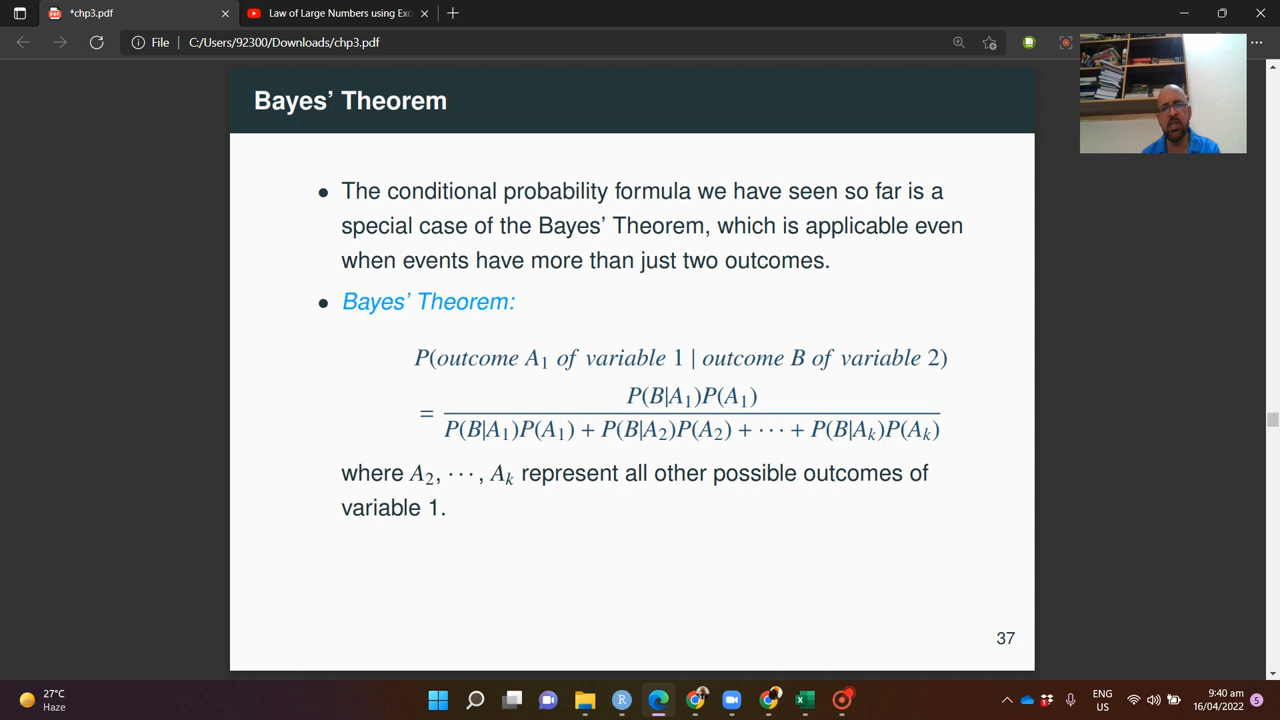 *chp3.pdf
Law of Large Numbers using Exc
File
C:/Users/92300/Downloads/chp3.pdf
Bayes’ Theorem
• The conditional probability formula we have seen so far is a
special case of the Bayes’ Theorem, which is applicable even
when events have more than just two outcomes.
• Bayes’ Theorem:
P(outcome A₁ of variable 1 | outcome B of variable 2)
P(B|A₁)P(A₁)
=
P(B|A₁)P(A₁) + P(B|A₂)P(A₂) + · · · + P(B|Aₖ)P(Aₖ)
where A₂, · · · , Aₖ represent all other possible outcomes of
variable 1.
37
27°C
Haze
ENG
US
9:40 am
16/04/2022
5